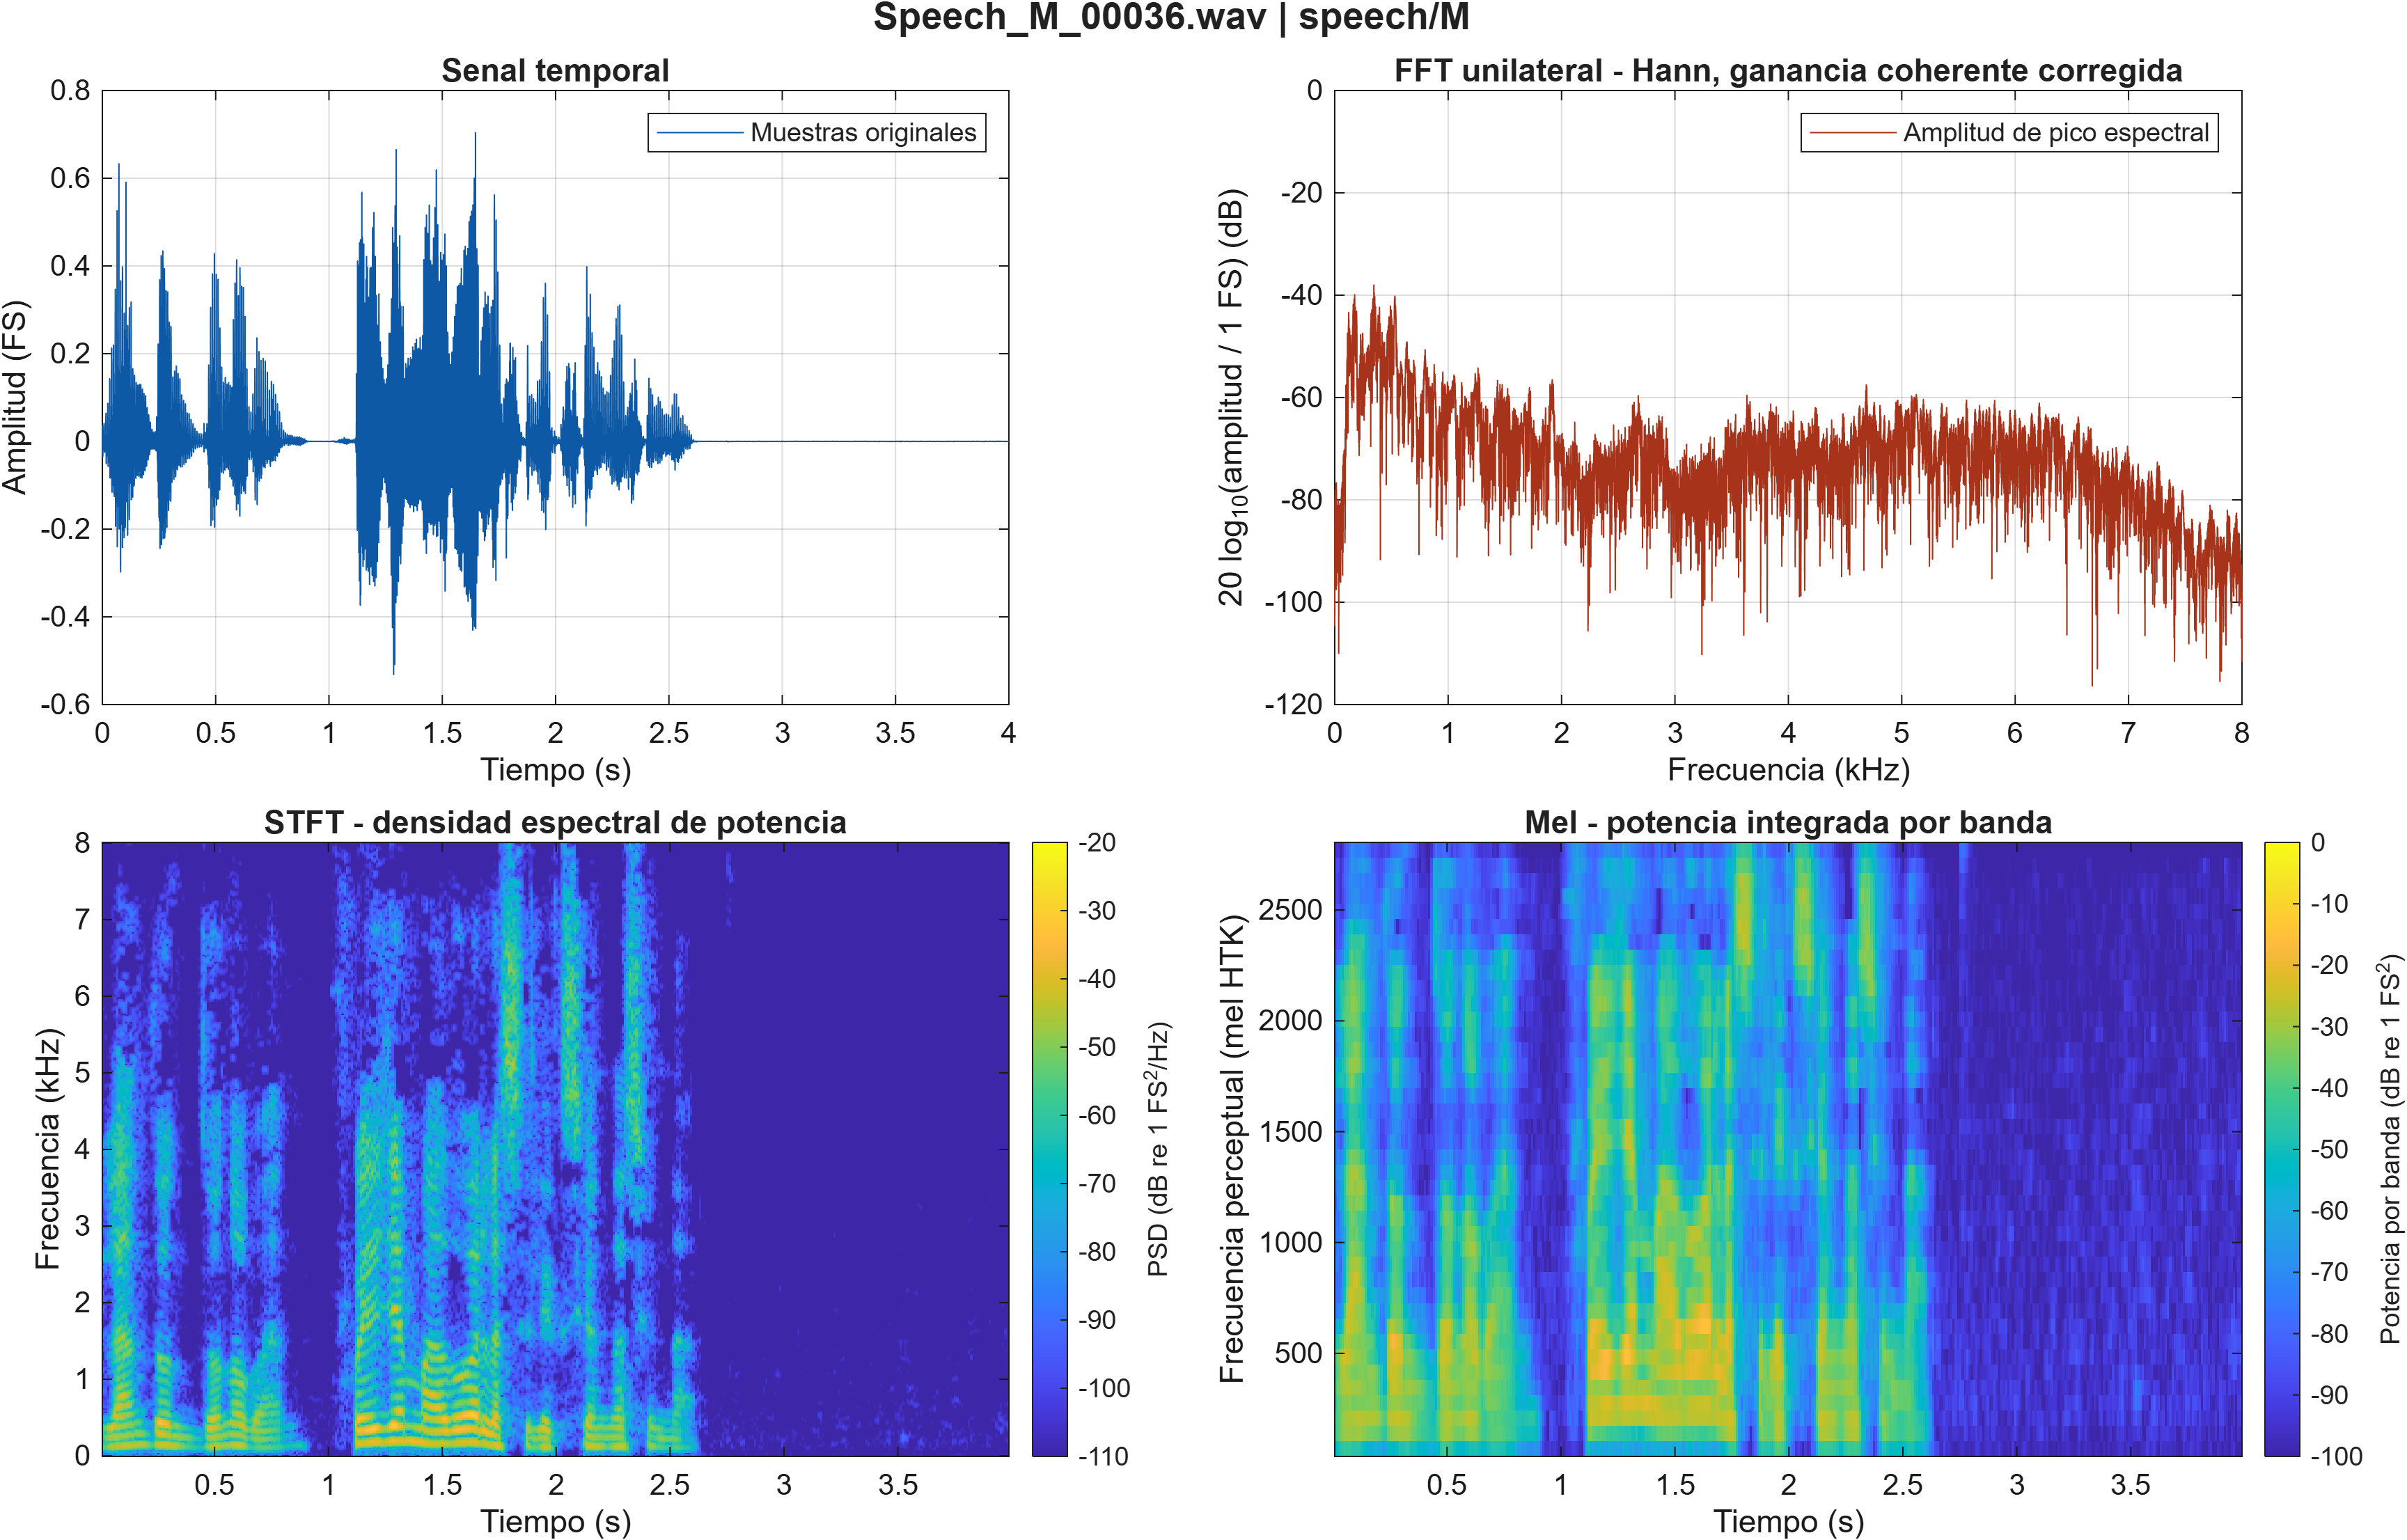 Speech_M_00036.wav | speech/M
Senal temporal
Muestras originales
Amplitud (FS)
0.8
0.6
0.4
0.2
0
-0.2
-0.4
-0.6
0 0.5 1 1.5 2 2.5 3 3.5 4
Tiempo (s)
FFT unilateral - Hann, ganancia coherente corregida
Amplitud de pico espectral
20 log10(amplitud / 1 FS) (dB)
0
-20
-40
-60
-80
-100
-120
0 1 2 3 4 5 6 7 8
Frecuencia (kHz)
STFT - densidad espectral de potencia
Frecuencia (kHz)
8
7
6
5
4
3
2
1
0
0.5 1 1.5 2 2.5 3 3.5
Tiempo (s)
-20
-30
-40
-50
-60
-70
-80
-90
-100
-110
PSD (dB re 1 FS²/Hz)
Mel - potencia integrada por banda
Frecuencia perceptual (mel HTK)
2500
2000
1500
1000
500
0.5 1 1.5 2 2.5 3 3.5
Tiempo (s)
0
-10
-20
-30
-40
-50
-60
-70
-80
-90
-100
Potencia por banda (dB re 1 FS²)